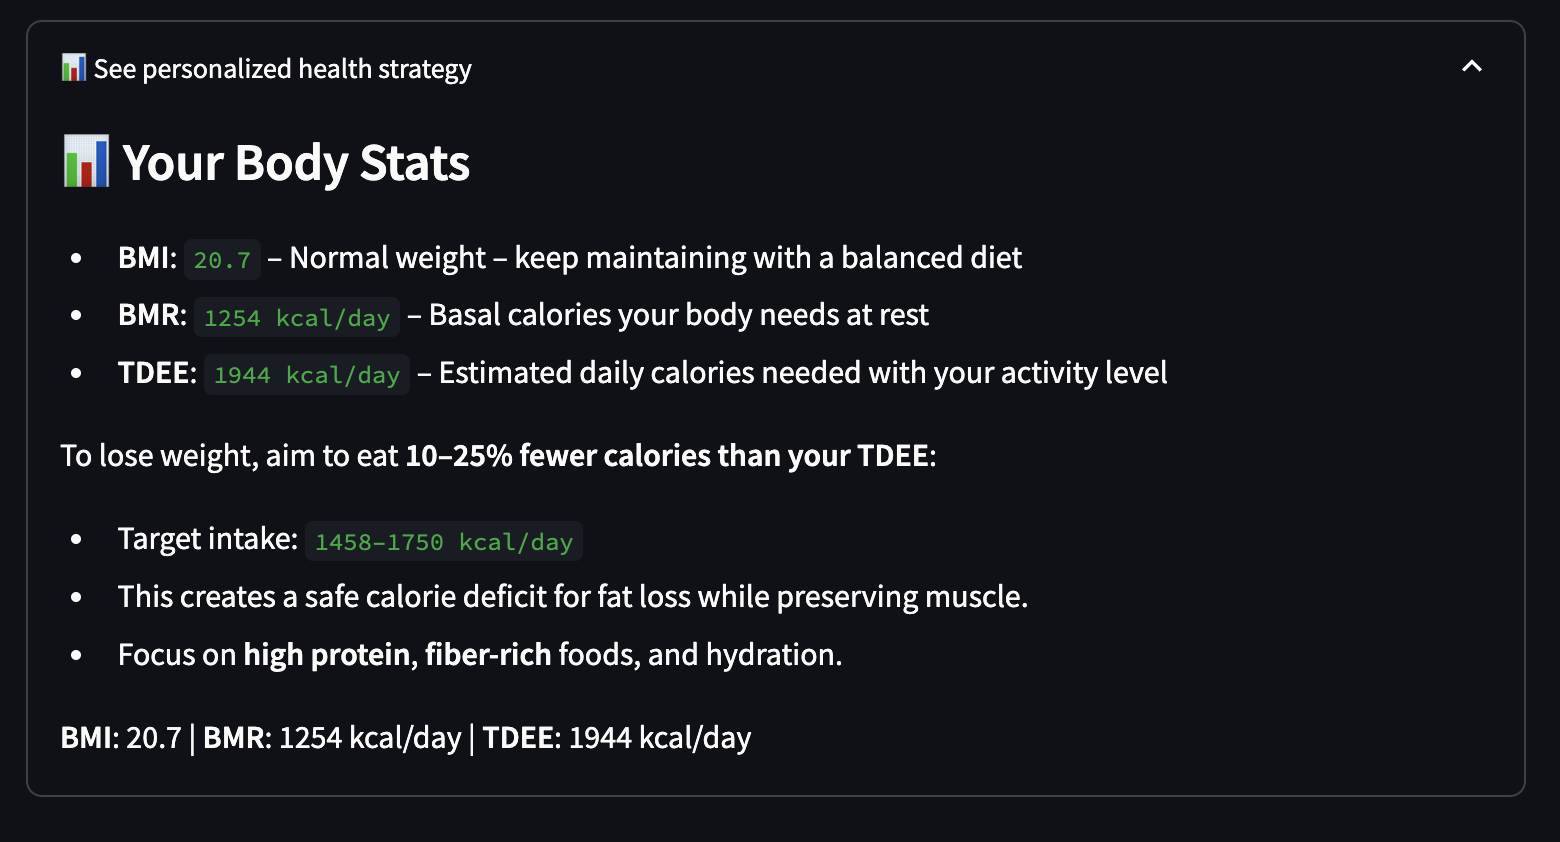 📊 See personalized health strategy
📊 Your Body Stats
• BMI: 20.7 – Normal weight – keep maintaining with a balanced diet
• BMR: 1254 kcal/day – Basal calories your body needs at rest
• TDEE: 1944 kcal/day – Estimated daily calories needed with your activity level
To lose weight, aim to eat 10–25% fewer calories than your TDEE:
• Target intake: 1458–1750 kcal/day
• This creates a safe calorie deficit for fat loss while preserving muscle.
• Focus on high protein, fiber-rich foods, and hydration.
BMI: 20.7 | BMR: 1254 kcal/day | TDEE: 1944 kcal/day